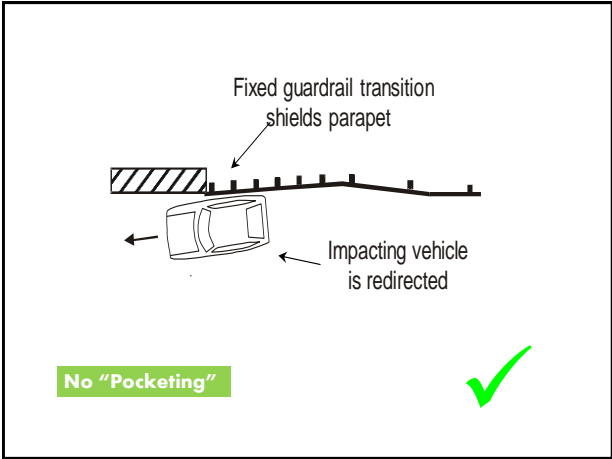 Fixed guardrail transition
shields parapet
Impacting vehicle
is redirected
No “Pocketing”